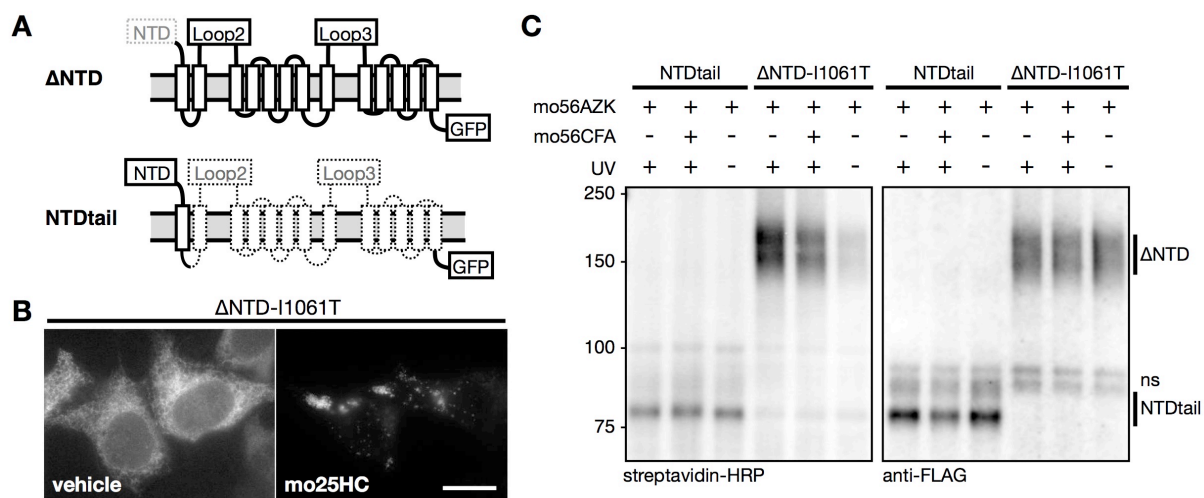 A
NTD
Loop2
Loop3
ΔNTD
GFP
NTD
Loop2
Loop3
NTDtail
GFP
B
ΔNTD-I1061T
vehicle
mo25HC
C
NTDtail ΔNTD-I1061T NTDtail ΔNTD-I1061T
mo56AZK + + + + + + + + + + + +
mo56CFA - + - - + - - + - - + -
UV + + - + + - + + - + + -
250
150
100
75
ΔNTD
ns
NTDtail
streptavidin-HRP
anti-FLAG